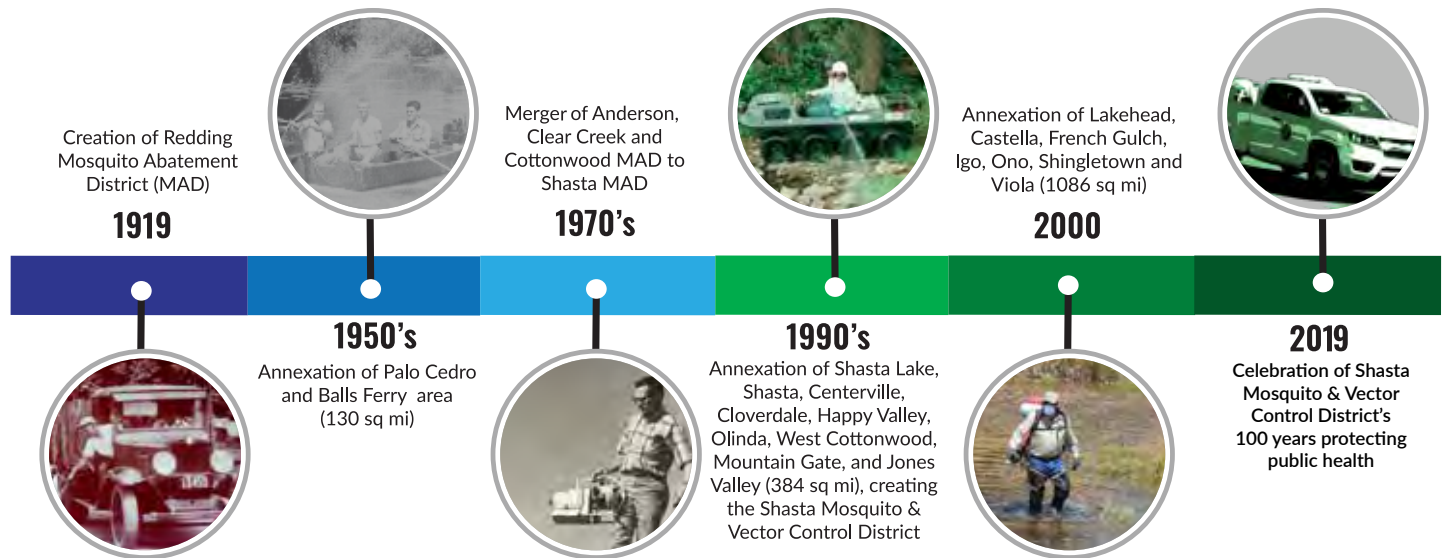 Creation of Redding
Mosquito Abatement
District (MAD)
1919
1950's
Annexation of Palo Cedro
and Balls Ferry area
(130 sq mi)
Merger of Anderson,
Clear Creek and
Cottonwood MAD to
Shasta MAD
1970's
1990's
Annexation of Shasta Lake,
Shasta, Centerville,
Cloverdale, Happy Valley,
Olinda, West Cottonwood,
Mountain Gate, and Jones
Valley (384 sq mi), creating
the Shasta Mosquito &
Vector Control District
Annexation of Lakehead,
Castella, French Gulch,
Igo, Ono, Shingletown and
Viola (1086 sq mi)
2000
2019
Celebration of Shasta
Mosquito & Vector
Control District's
100 years protecting
public health